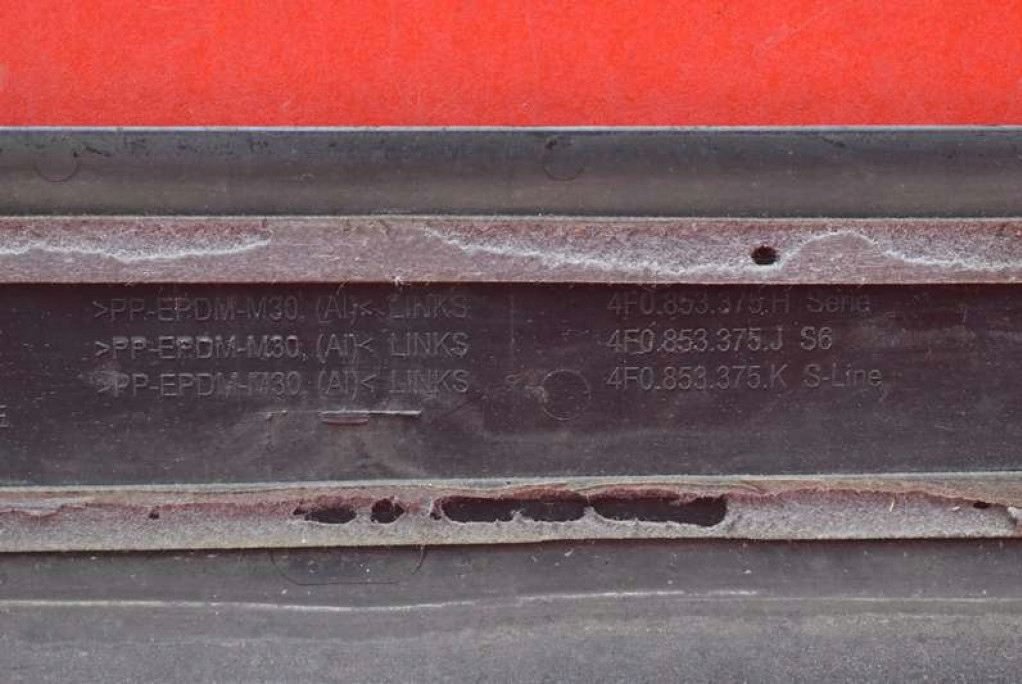 >PP-EPDM-M30, (AI)< LINKS 4F0.853.375.H Serie
>PP-EPDM-M30, (AI)< LINKS 4F0.853.375.J S6
>PP-EPDM-M30, (AI)< LINKS 4F0.853.375.K S-Line
E